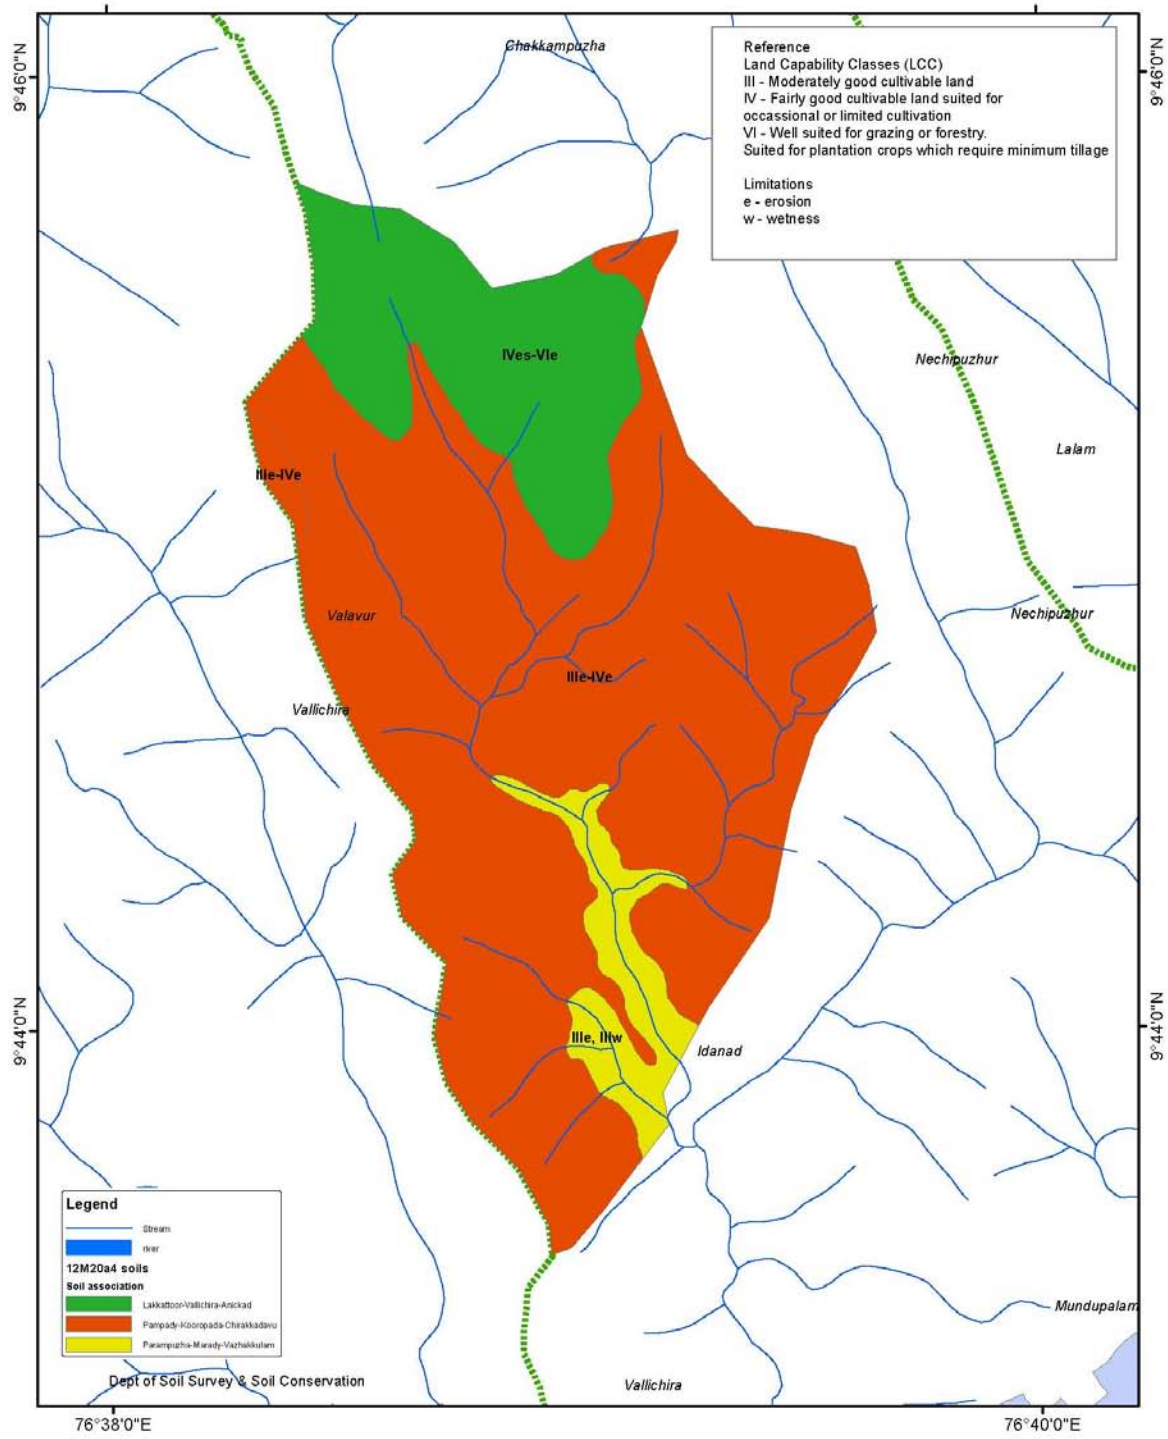 Chakkampuzha
Reference
Land Capability Classes (LCC)
III - Moderately good cultivable land
IV - Fairly good cultivable land suited for
occassional or limited cultivation
VI - Well suited for grazing or forestry.
Suited for plantation crops which require minimum tillage
Limitations
e - erosion
w - wetness
9°46'0"N
9°46'0"N
IVes-VIe
Nechipuzhur
Lalam
IIIe-IVe
Valavur
Nechipuzhur
IIIe-IVe
Vallichira
IIIe, IIIw
Idanad
9°44'0"N
9°44'0"N
Legend
Stream
river
12M20a4 soils
Soil association
Lakkattoor-Vallichira-Anickad
Pampady-Kooropada-Chirakkadavu
Parampuzha-Marady-Vazhakkulam
Mundupalam
Dept of Soil Survey & Soil Conservation
Vallichira
76°38'0"E
76°40'0"E